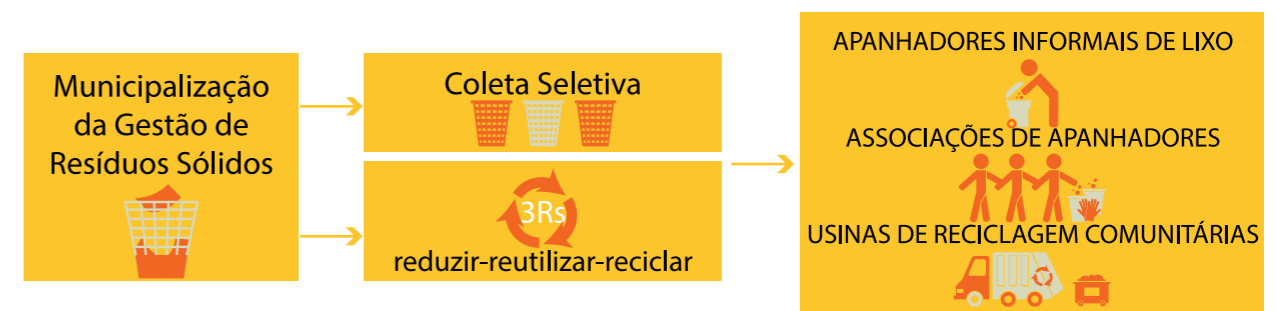 Municipalização
da Gestão de
Resíduos Sólidos
Coleta Seletiva
3Rs
reduzir-reutilizar-reciclar
APANHADORES INFORMAIS DE LIXO
ASSOCIAÇÕES DE APANHADORES
USINAS DE RECICLAGEM COMUNITÁRIAS